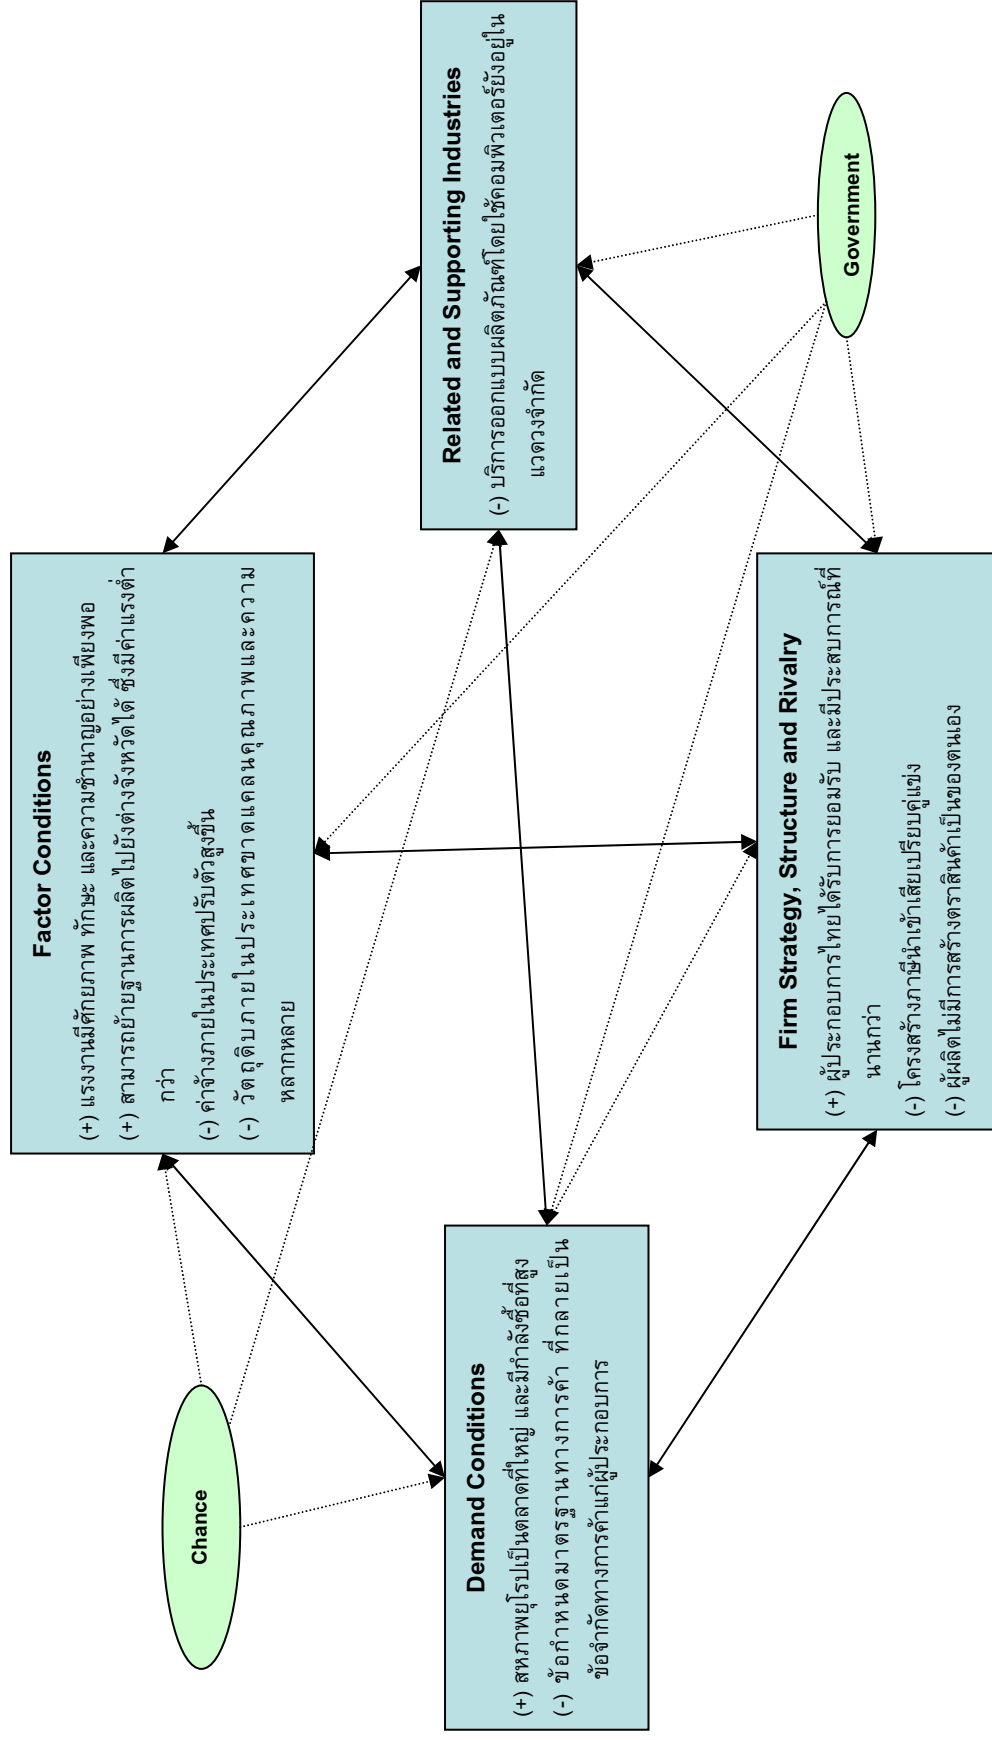 Factor Conditions
(+) แรงงานมีศักยภาพ ทักษะ และความชำนาญอย่างเพียงพอ
(+) สามารถย้ายฐานการผลิตไปยังต่างจังหวัดได้ ซึ่งมีค่าแรงต่ำ
กว่า
(-) ค่าจ้างภายในประเทศปรับตัวสูงขึ้น
(-) วัตถุดิบภายในประเทศขาดแคลนคุณภาพและความ
หลากหลาย
Chance
Demand Conditions
(+) สหภาพยุโรปเป็นตลาดที่ใหญ่ และมีกำลังซื้อที่สูง
(-) ข้อกำหนดมาตรฐานทางการค้า ที่กลายเป็น
ข้อจำกัดทางการค้าแก่ผู้ประกอบการ
Related and Supporting Industries
(-) บริการออกแบบผลิตภัณฑ์โดยใช้คอมพิวเตอร์ยังอยู่ใน
แวดวงจำกัด
Firm Strategy, Structure and Rivalry
(+) ผู้ประกอบการไทยได้รับการยอมรับ และมีประสบการณ์ที่
นานกว่า
(-) โครงสร้างภาษีนำเข้าเสียเปรียบคู่แข่ง
(-) ผู้ผลิตไม่มีการสร้างตราสินค้าเป็นของตนเอง
Government